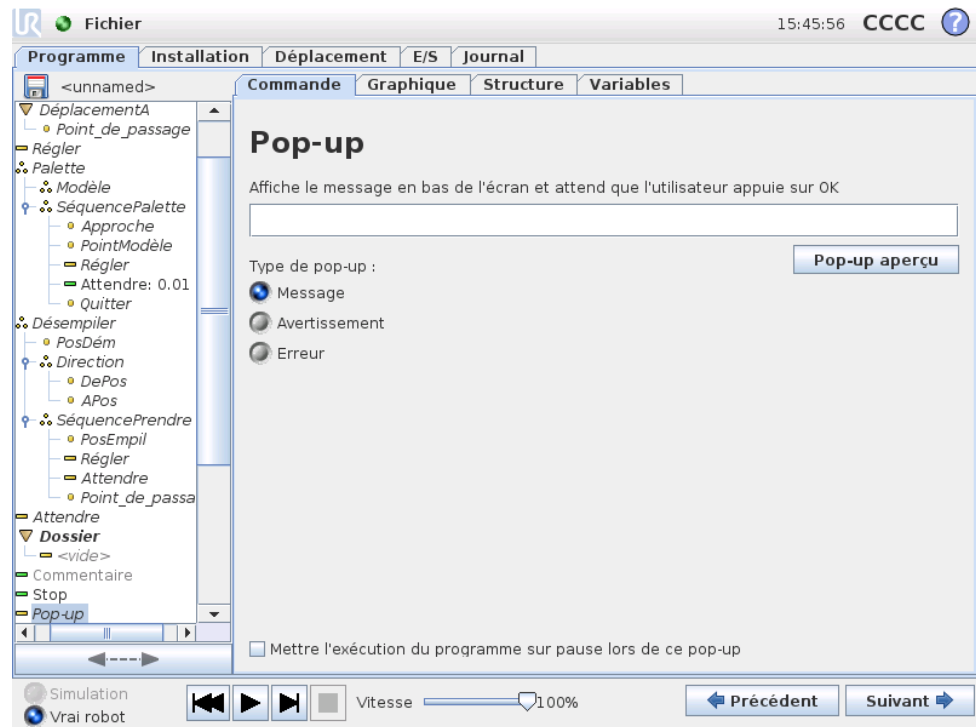 UR Fichier 15:45:56 CCCC ?
Programme Installation Déplacement E/S Journal
<unnamed>
Commande Graphique Structure Variables
DéplacementA
Point_de_passage
Régler
Palette
Modèle
SéquencePalette
Approche
PointModèle
Régler
Attendre: 0.01
Quitter
Désempiler
PosDém
Direction
DePos
APos
SéquencePrendre
PosEmpil
Régler
Attendre
Point_de_passa
Attendre
Dossier
<vide>
Commentaire
Stop
Pop-up
Pop-up
Affiche le message en bas de l'écran et attend que l'utilisateur appuie sur OK
Pop-up aperçu
Type de pop-up :
Message
Avertissement
Erreur
Mettre l'exécution du programme sur pause lors de ce pop-up
Simulation
Vrai robot
Vitesse 100%
Précédent
Suivant